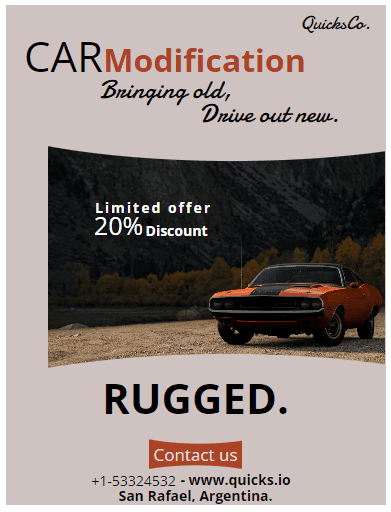 QuicksCo.
CARModification
Bringing old,
Drive out new.
Limited offer
20% Discount
RUGGED.
Contact us
+1-53324532 - www.quicks.io
San Rafael, Argentina.